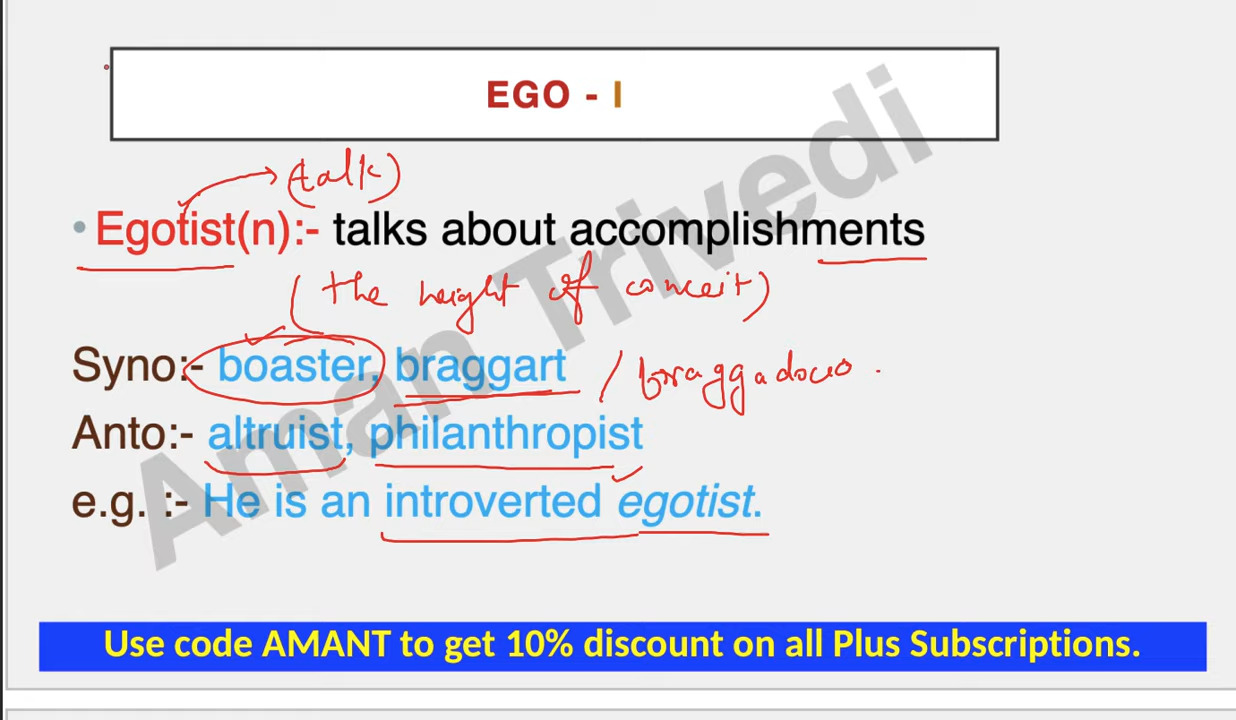 EGO - I
(talk)
• Egotist(n):- talks about accomplishments
(the height of conceit)
Syno:- boaster, braggart / braggadocio.
Anto:- altruist, philanthropist
e.g. :- He is an introverted egotist.
Aman Trivedi
Use code AMANT to get 10% discount on all Plus Subscriptions.